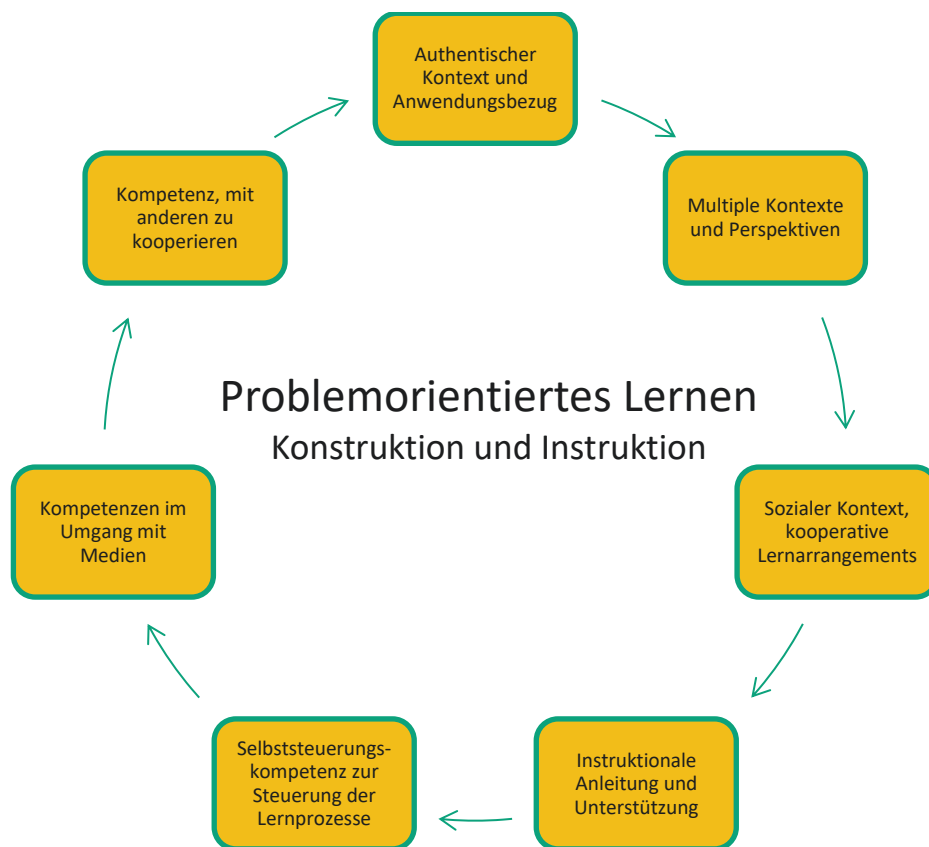 Authentischer
Kontext und
Anwendungsbezug
Multiple Kontexte
und Perspektiven
Sozialer Kontext,
kooperative
Lernarrangements
Instruktionale
Anleitung und
Unterstützung
Selbststeuerungs-
kompetenz zur
Steuerung der
Lernprozesse
Kompetenzen im
Umgang mit
Medien
Kompetenz, mit
anderen zu
kooperieren
Problemorientiertes Lernen
Konstruktion und Instruktion